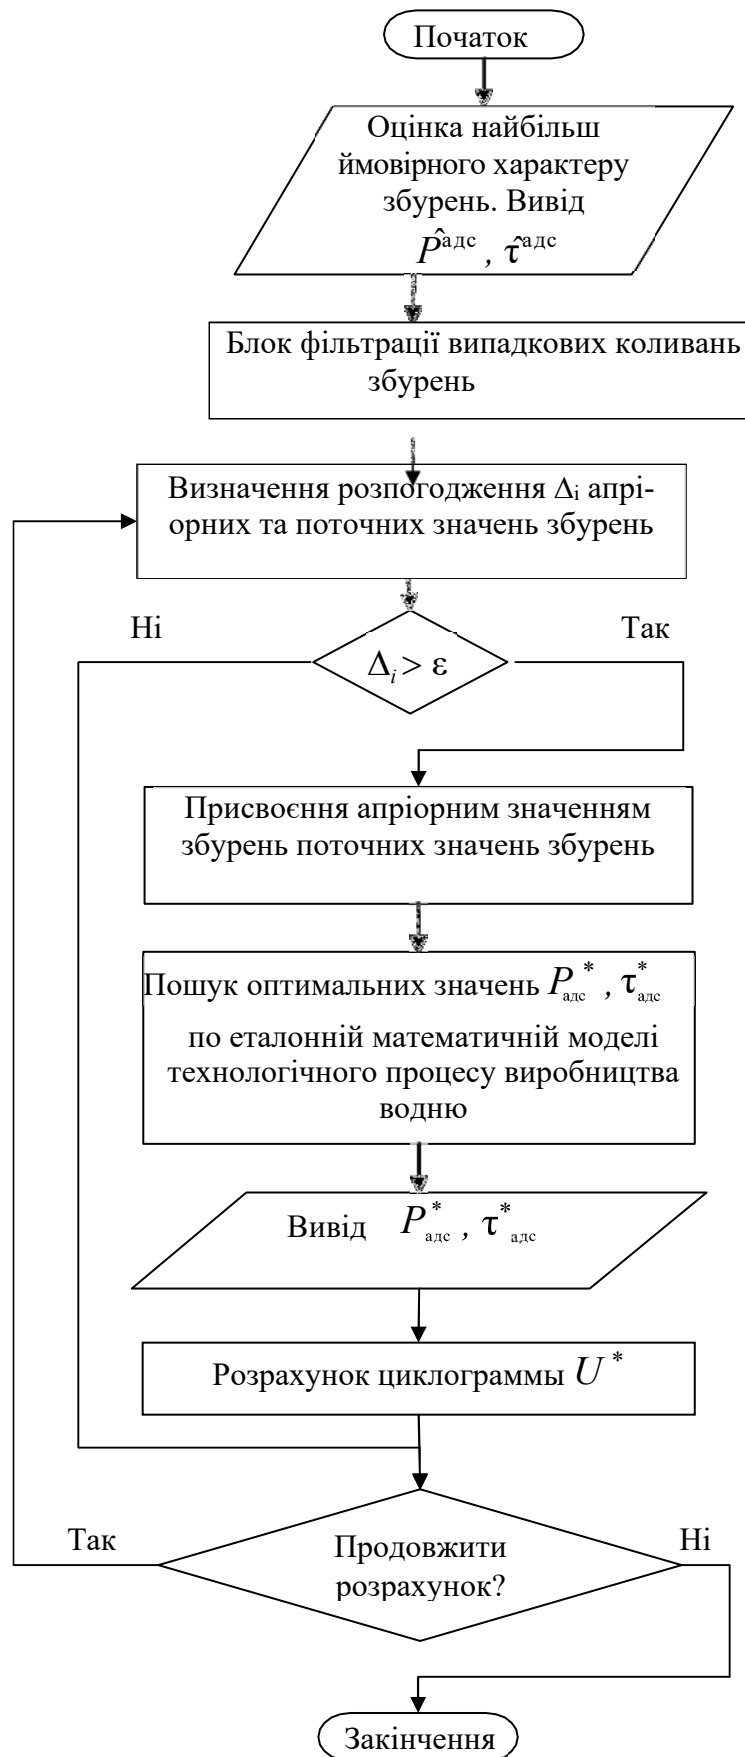 Початок
Оцінка найбільш
ймовірного характеру
збурень. Вивід
P̂ᵃᵈᶜ , τ̂ᵃᵈᶜ
Блок фільтрації випадкових коливань
збурень
Визначення розпогодження Δᵢ апрі-
орних та поточних значень збурень
Ні
Так
Δᵢ > ε
Присвоєння апріорним значенням
збурень поточних значень збурень
Пошук оптимальних значень P*адс , τ*адс
по еталонній математичній моделі
технологічного процесу виробництва
водню
Вивід P*адс , τ*адс
Розрахунок циклограммы U*
Так
Ні
Продовжити
розрахунок?
Закінчення